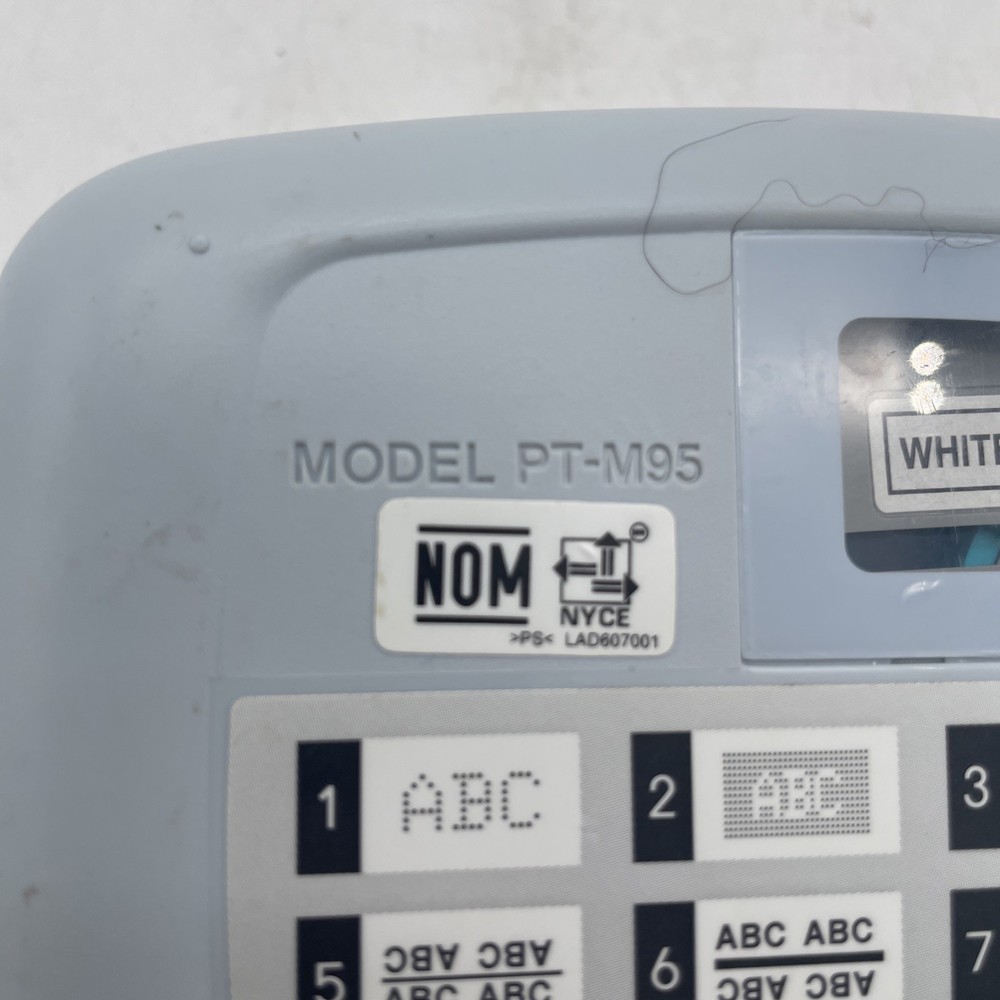 MODEL PT-M95
WHITE
NOM
NYCE
>PS< LAD607001
1 ABC
2 ABC
3
5 ABC ABC
ABC ABC
6 ABC ABC
ABC ABC
7